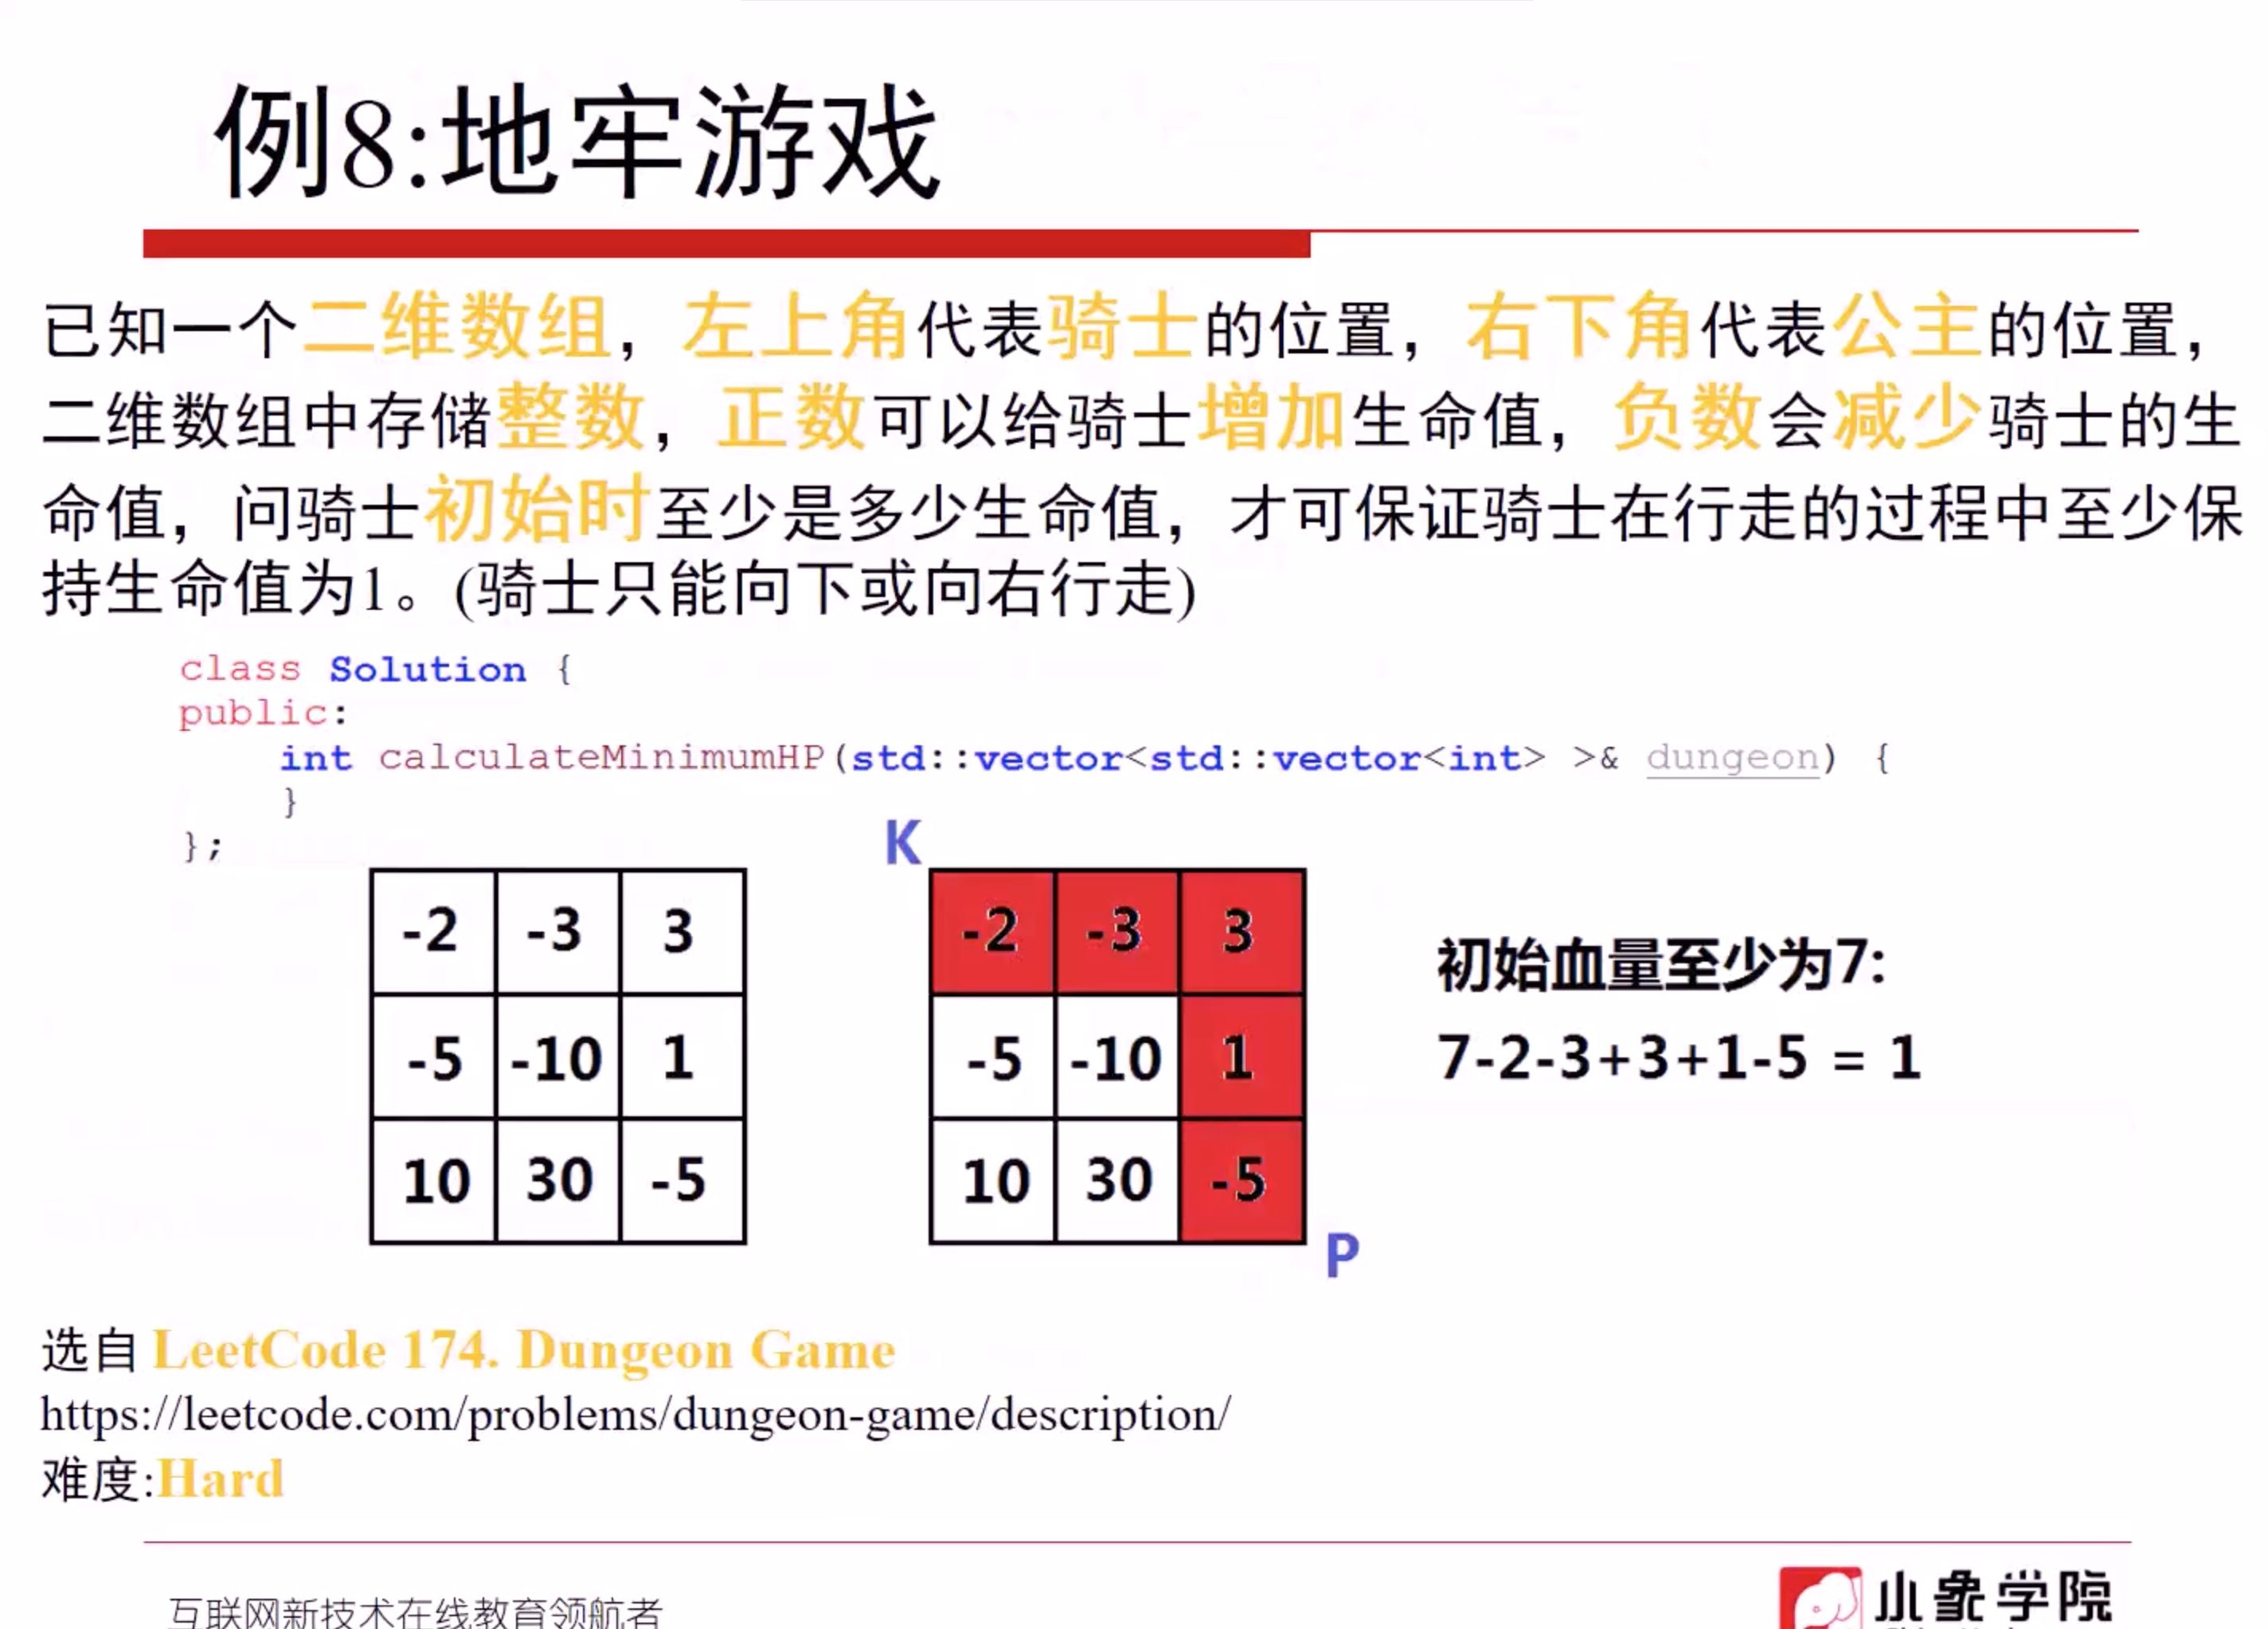 例8:地牢游戏
已知一个二维数组，左上角代表骑士的位置，右下角代表公主的位置，
二维数组中存储整数，正数可以给骑士增加生命值，负数会减少骑士的生
命值，问骑士初始时至少是多少生命值，才可保证骑士在行走的过程中至少保
持生命值为1。(骑士只能向下或向右行走)
class Solution {
public:
    int calculateMinimumHP(std::vector<std::vector<int> >& dungeon) {
    }
};
-2 -3 3
-5 -10 1
10 30 -5
K
-2 -3 3
-5 -10 1
10 30 -5
P
初始血量至少为7:
7-2-3+3+1-5 = 1
选自 LeetCode 174. Dungeon Game
https://leetcode.com/problems/dungeon-game/description/
难度:Hard
互联网新技术在线教育领航者
小象学院